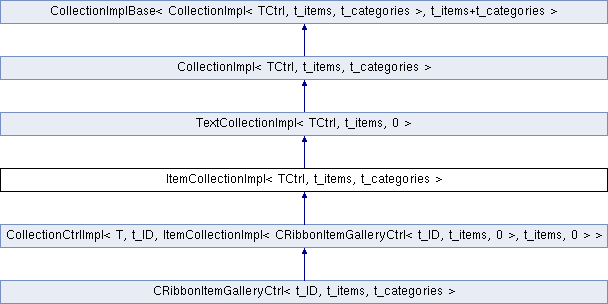 CollectionImplBase< CollectionImpl< TCtrl, t_items, t_categories >, t_items+t_categories >
CollectionImpl< TCtrl, t_items, t_categories >
TextCollectionImpl< TCtrl, t_items, 0 >
ItemCollectionImpl< TCtrl, t_items, t_categories >
CollectionCtrlImpl< T, t_ID, ItemCollectionImpl< CRibbonItemGalleryCtrl< t_ID, t_items, 0 >, t_items, 0 > >
CRibbonItemGalleryCtrl< t_ID, t_items, t_categories >